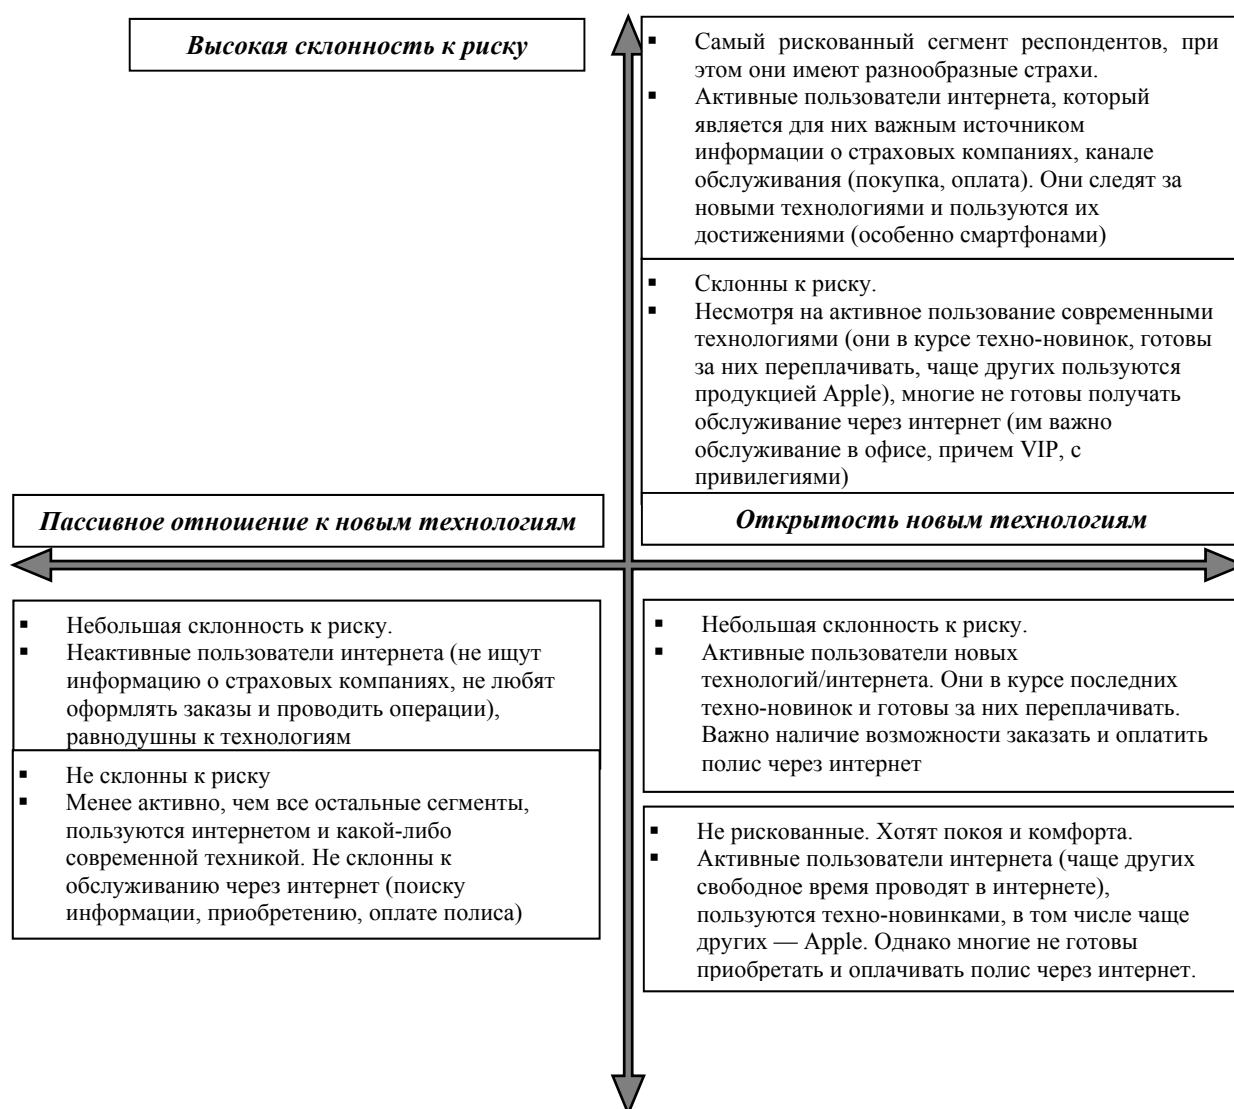 Высокая склонность к риску
▪ Самый рискованный сегмент респондентов, при
этом они имеют разнообразные страхи.
▪ Активные пользователи интернета, который
является для них важным источником
информации о страховых компаниях, канале
обслуживания (покупка, оплата). Они следят за
новыми технологиями и пользуются их
достижениями (особенно смартфонами)
▪ Склонны к риску.
▪ Несмотря на активное пользование современными
технологиями (они в курсе техно-новинок, готовы
за них переплачивать, чаще других пользуются
продукцией Apple), многие не готовы получать
обслуживание через интернет (им важно
обслуживание в офисе, причем VIP, с
привилегиями)
Пассивное отношение к новым технологиям
Открытость новым технологиям
▪ Небольшая склонность к риску.
▪ Неактивные пользователи интернета (не ищут
информацию о страховых компаниях, не любят
оформлять заказы и проводить операции),
равнодушны к технологиям
▪ Не склонны к риску
▪ Менее активно, чем все остальные сегменты,
пользуются интернетом и какой-либо
современной техникой. Не склонны к
обслуживанию через интернет (поиску
информации, приобретению, оплате полиса)
▪ Небольшая склонность к риску.
▪ Активные пользователи новых
технологий/интернета. Они в курсе последних
техно-новинок и готовы за них переплачивать.
Важно наличие возможности заказать и оплатить
полис через интернет
▪ Не рискованные. Хотят покоя и комфорта.
▪ Активные пользователи интернета (чаще других
свободное время проводят в интернете),
пользуются техно-новинками, в том числе чаще
других — Apple. Однако многие не готовы
приобретать и оплачивать полис через интернет.